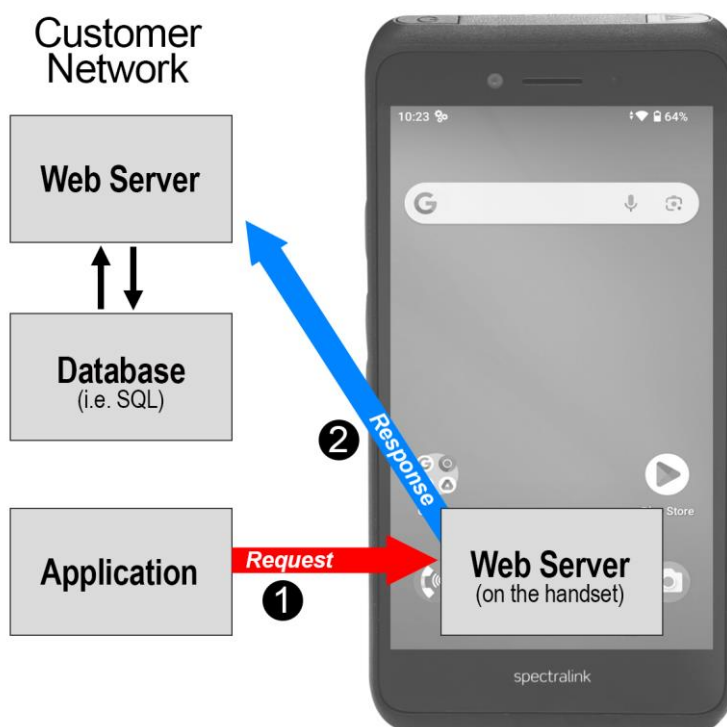 Customer
Network
Web Server
Database
(i.e. SQL)
Application
Request
1
2
Response
10:23
64%
G
Store
Web Server
(on the handset)
spectralink